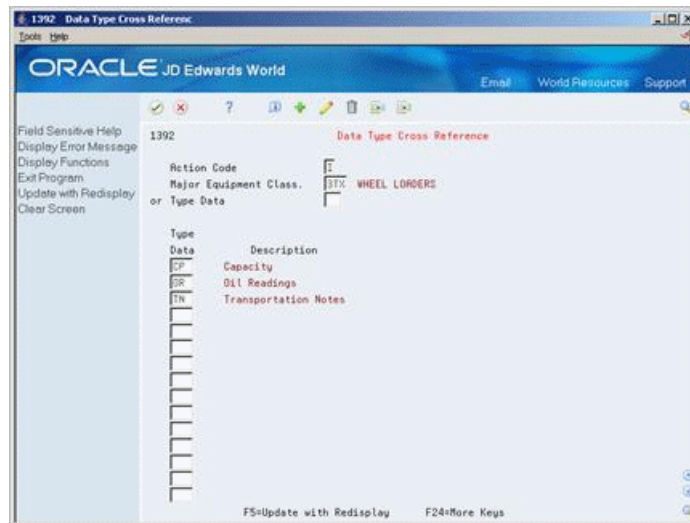 1392 Data Type Cross Referenc
Tools Help
ORACLE JD Edwards World
Email World Resources Support
Field Sensitive Help
Display Error Message
Display Functions
Exit Program
Update with Redisplay
Clear Screen
1392 Data Type Cross Reference
Action Code I
Major Equipment Class. 3TX WHEEL LOADERS
or Type Data
Type
Data Description
CP Capacity
OR Oil Readings
TN Transportation Notes
F5=Update with Redisplay F24=More Keys